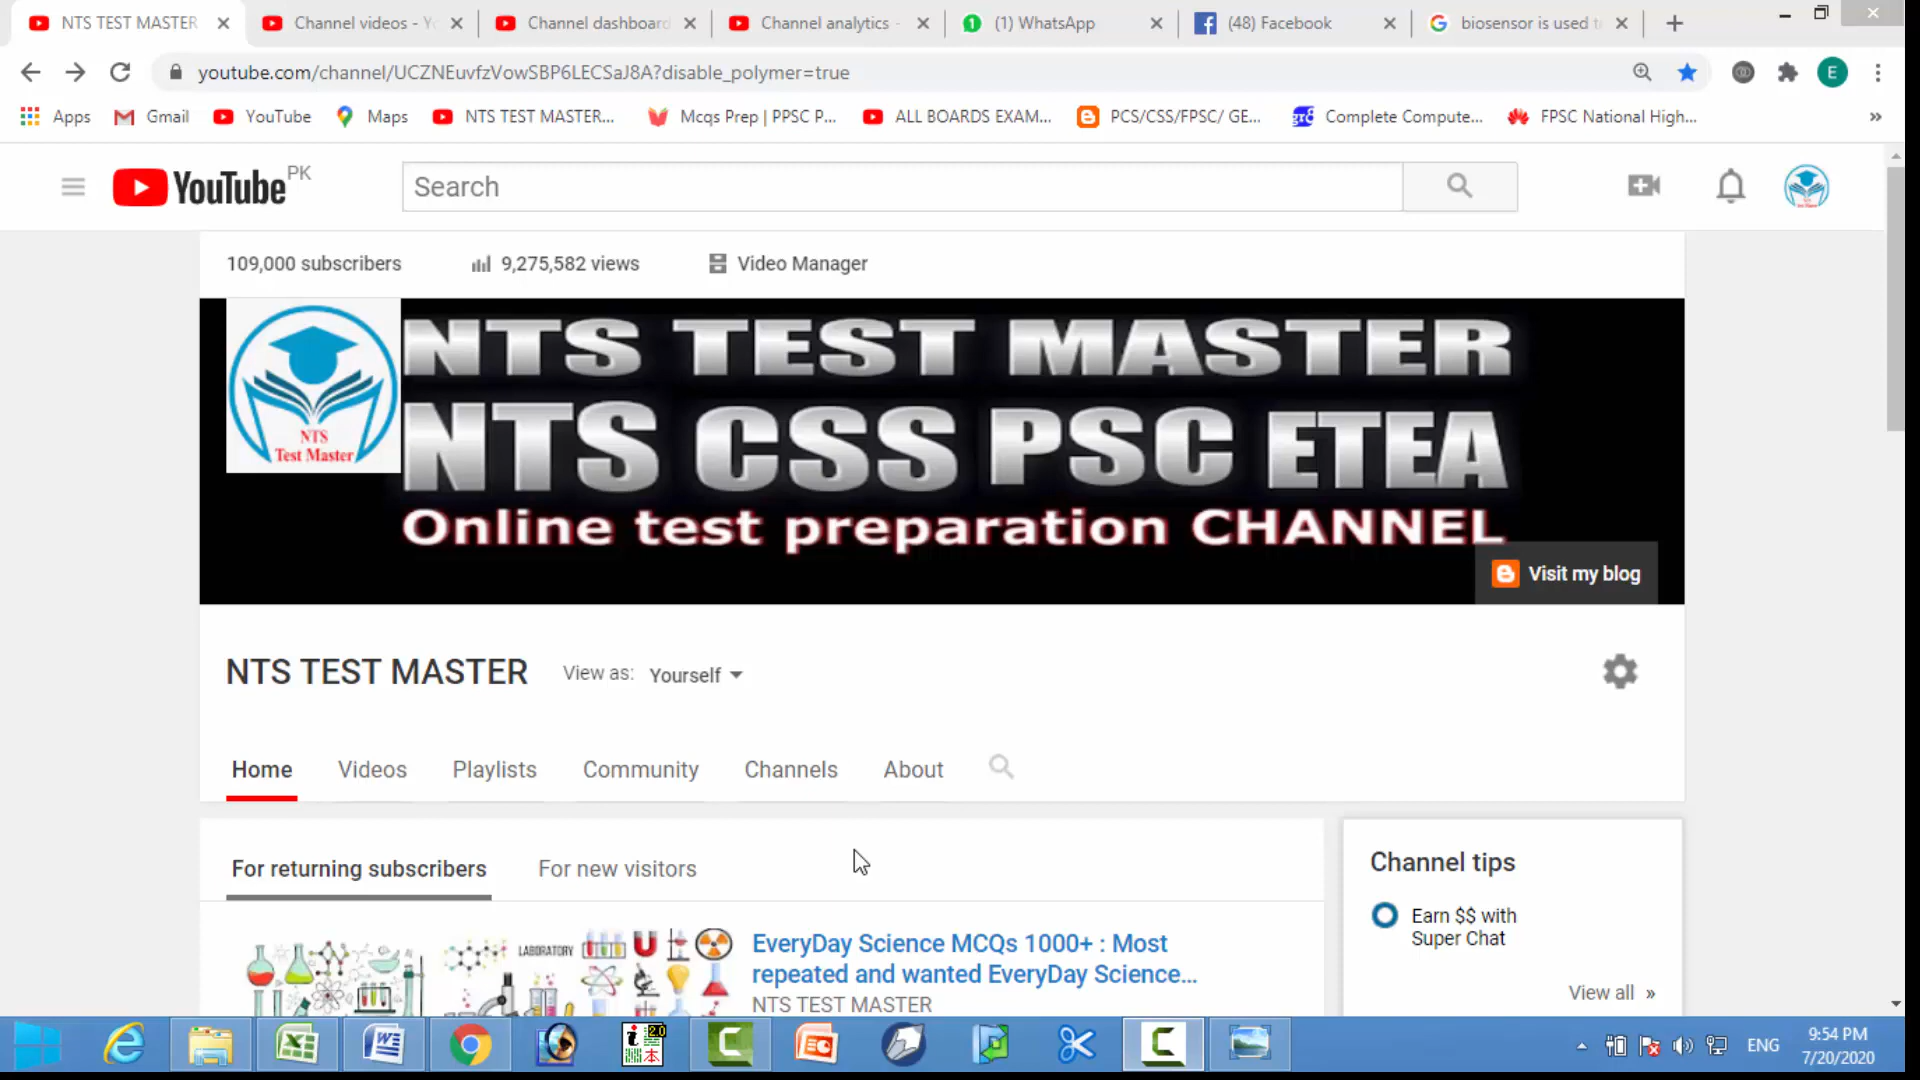 NTS TEST MASTER
Channel videos - Y
Channel dashboard
Channel analytics -
(1) WhatsApp
(48) Facebook
biosensor is used t
youtube.com/channel/UCZNEuvfzVowSBP6LECSaJ8A?disable_polymer=true
E
Apps
Gmail
YouTube
Maps
NTS TEST MASTER...
Mcqs Prep | PPSC P...
ALL BOARDS EXAM...
PCS/CSS/FPSC/ GE...
Complete Compute...
FPSC National High...
»
YouTube PK
Search
109,000 subscribers
9,275,582 views
Video Manager
NTS
Test Master
NTS TEST MASTER
NTS CSS PSC ETEA
Online test preparation CHANNEL
Visit my blog
NTS TEST MASTER
View as: Yourself
Home
Videos
Playlists
Community
Channels
About
For returning subscribers
For new visitors
Channel tips
Earn $$ with
Super Chat
View all »
LABORATORY
EveryDay Science MCQs 1000+ : Most
repeated and wanted EveryDay Science...
NTS TEST MASTER
ENG
9:54 PM
7/20/2020